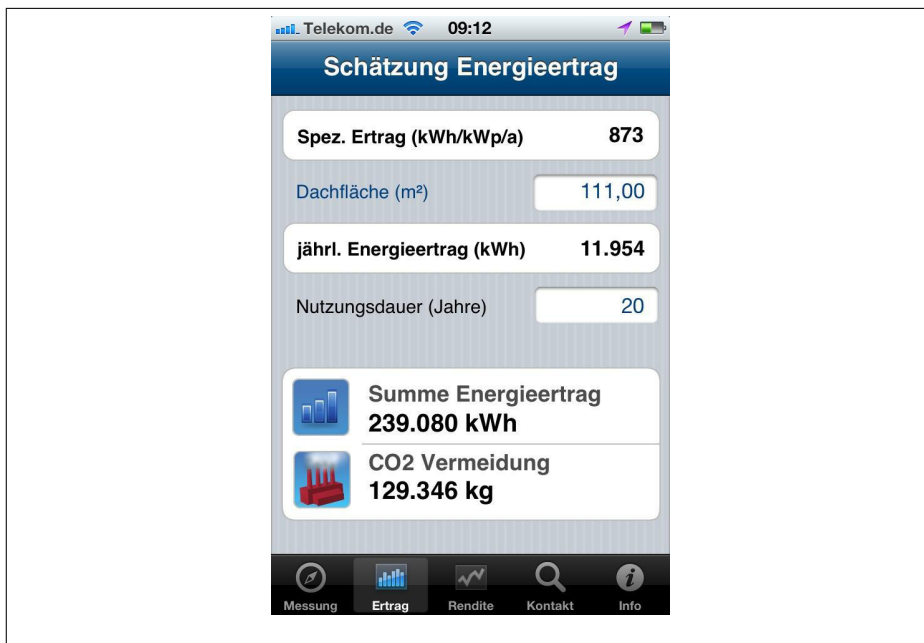 Telekom.de 09:12
Schätzung Energieertrag
Spez. Ertrag (kWh/kWp/a) 873
Dachfläche (m²) 111,00
jährl. Energieertrag (kWh) 11.954
Nutzungsdauer (Jahre) 20
Summe Energieertrag
239.080 kWh
CO2 Vermeidung
129.346 kg
Messung Ertrag Rendite Kontakt Info